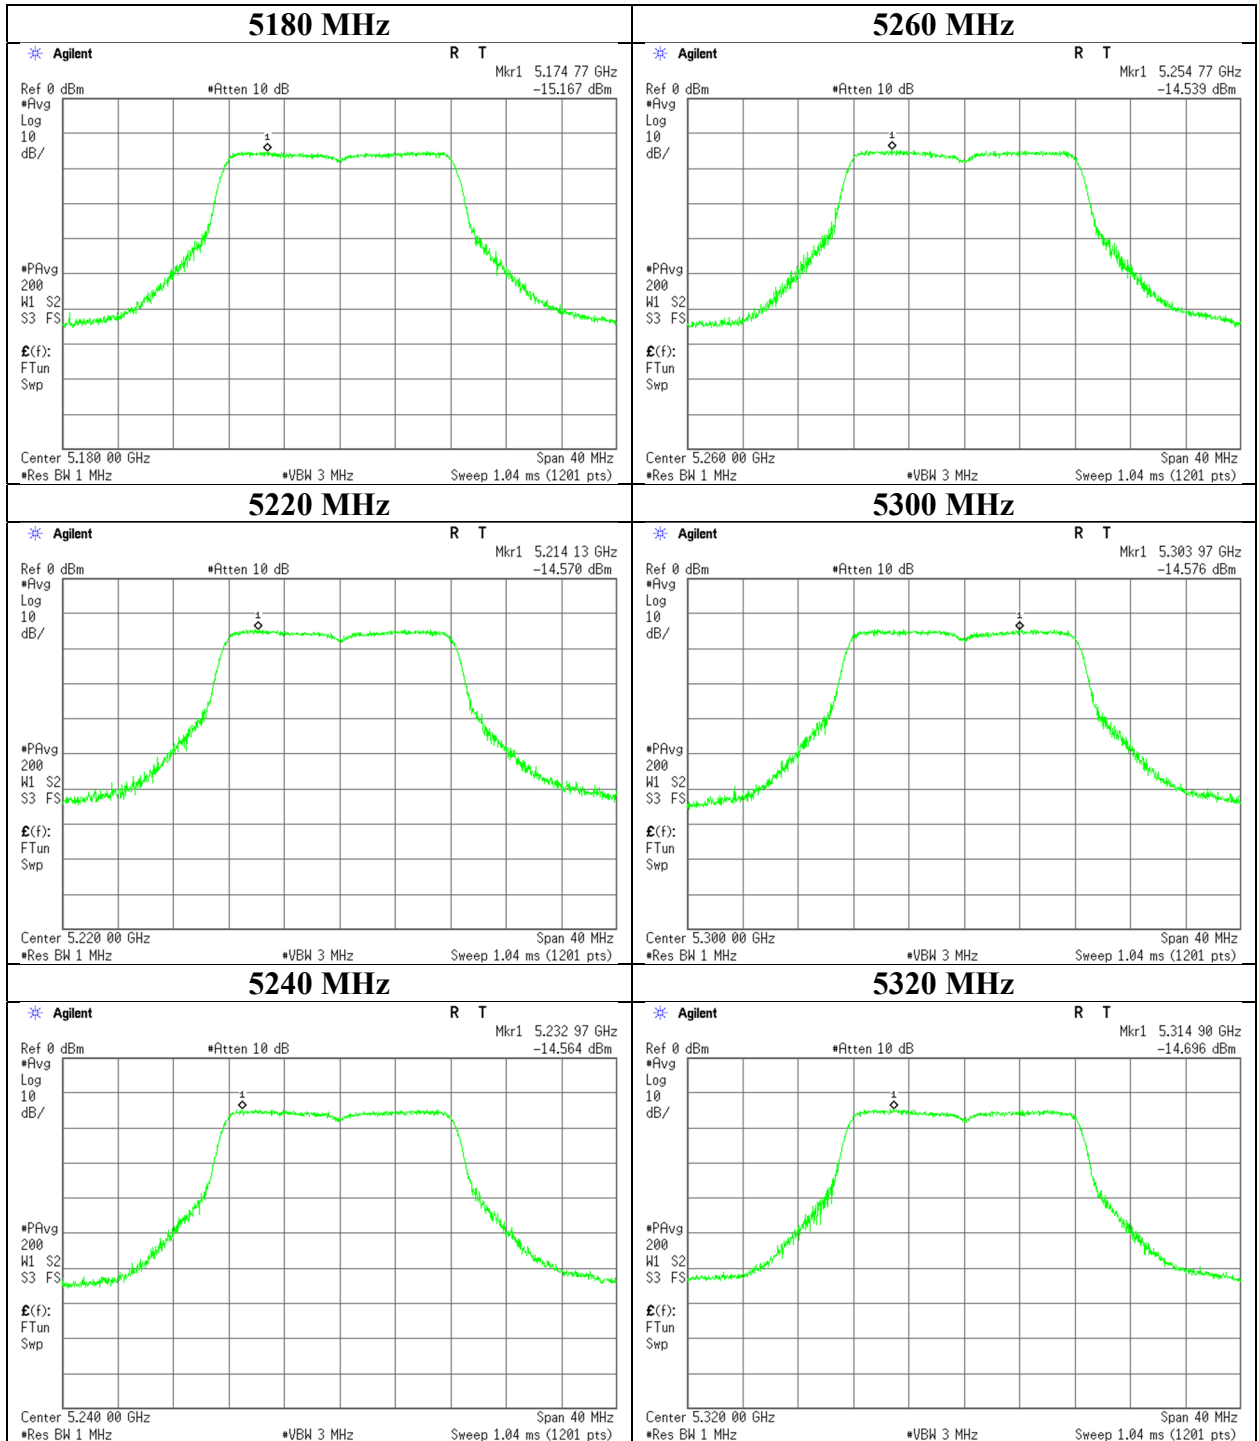 5180 MHz
Agilent R T
Mkr1 5.174 77 GHz
Ref 0 dBm #Atten 10 dB -15.167 dBm
#Avg
Log
10
dB/
1
#PAvg
200
W1 S2
S3 FS
£(f):
FTun
Swp
Center 5.180 00 GHz Span 40 MHz
#Res BW 1 MHz #VBW 3 MHz Sweep 1.04 ms (1201 pts)
5260 MHz
Agilent R T
Mkr1 5.254 77 GHz
Ref 0 dBm #Atten 10 dB -14.539 dBm
#Avg
Log
10
dB/
1
#PAvg
200
W1 S2
S3 FS
£(f):
FTun
Swp
Center 5.260 00 GHz Span 40 MHz
#Res BW 1 MHz #VBW 3 MHz Sweep 1.04 ms (1201 pts)
5220 MHz
Agilent R T
Mkr1 5.214 13 GHz
Ref 0 dBm #Atten 10 dB -14.570 dBm
#Avg
Log
10
dB/
1
#PAvg
200
W1 S2
S3 FS
£(f):
FTun
Swp
Center 5.220 00 GHz Span 40 MHz
#Res BW 1 MHz #VBW 3 MHz Sweep 1.04 ms (1201 pts)
5300 MHz
Agilent R T
Mkr1 5.303 97 GHz
Ref 0 dBm #Atten 10 dB -14.576 dBm
#Avg
Log
10
dB/
1
#PAvg
200
W1 S2
S3 FS
£(f):
FTun
Swp
Center 5.300 00 GHz Span 40 MHz
#Res BW 1 MHz #VBW 3 MHz Sweep 1.04 ms (1201 pts)
5240 MHz
Agilent R T
Mkr1 5.232 97 GHz
Ref 0 dBm #Atten 10 dB -14.564 dBm
#Avg
Log
10
dB/
1
#PAvg
200
W1 S2
S3 FS
£(f):
FTun
Swp
Center 5.240 00 GHz Span 40 MHz
#Res BW 1 MHz #VBW 3 MHz Sweep 1.04 ms (1201 pts)
5320 MHz
Agilent R T
Mkr1 5.314 90 GHz
Ref 0 dBm #Atten 10 dB -14.696 dBm
#Avg
Log
10
dB/
1
#PAvg
200
W1 S2
S3 FS
£(f):
FTun
Swp
Center 5.320 00 GHz Span 40 MHz
#Res BW 1 MHz #VBW 3 MHz Sweep 1.04 ms (1201 pts)